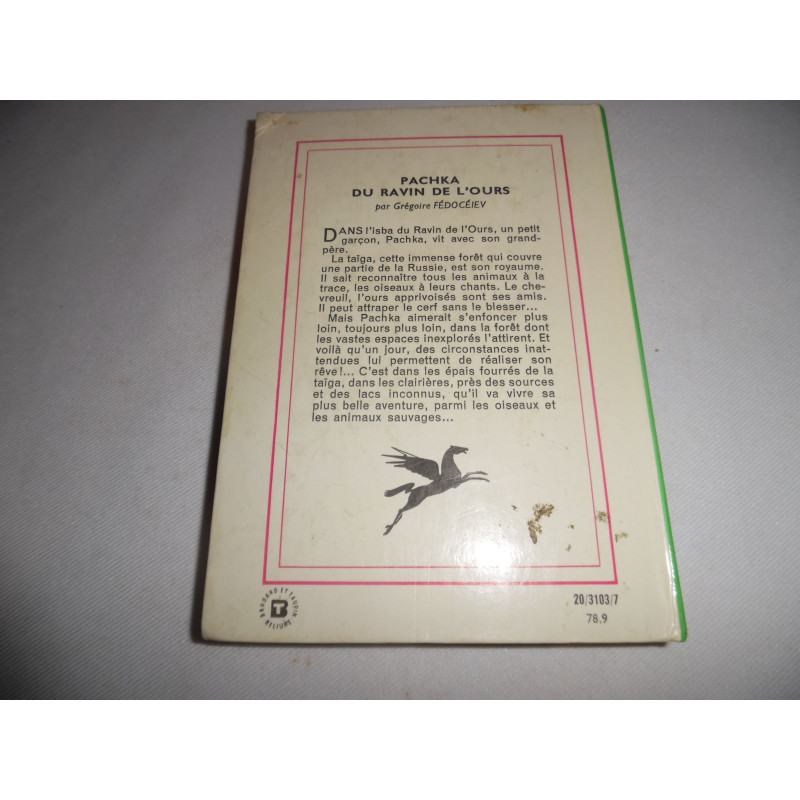 PACHKA
DU RAVIN DE L'OURS
par Grégoire FÉDOCÉIEV
DANS l'isba du Ravin de l'Ours, un petit
garçon, Pachka, vit avec son grand-
père.
La taïga, cette immense forêt qui couvre
une partie de la Russie, est son royaume.
Il sait reconnaître tous les animaux à la
trace, les oiseaux à leurs chants. Le che-
vreuil, l'ours apprivoisés sont ses amis.
Il peut attraper le cerf sans le blesser...
Mais Pachka aimerait s'enfoncer plus
loin, toujours plus loin, dans la forêt dont
les vastes espaces inexplorés l'attirent. Et
voilà qu'un jour, des circonstances inat-
tendues lui permettent de réaliser son
rêve!... C'est dans les épais fourrés de la
taïga, dans les clairières, près des sources
et des lacs inconnus, qu'il va vivre sa
plus belle aventure, parmi les oiseaux et
les animaux sauvages...
BRODARD ET TAUPIN
BT
RELIURE
20/3103/7
78.9